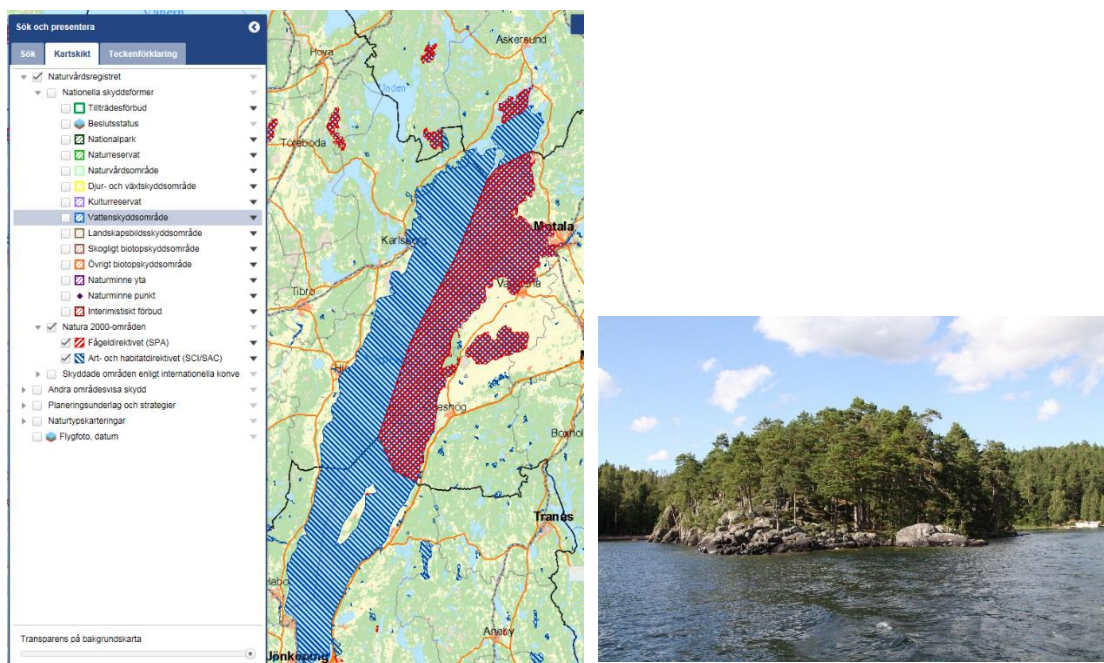 Sök och presentera
Sök Kartskikt Teckenförklaring
Naturvårdsregistret
Nationella skyddsformer
Tillträdesförbud
Beslutsstatus
Nationalpark
Naturreservat
Naturvårdsområde
Djur- och växtskyddsområde
Kulturreservat
Vattenskyddsområde
Landskapsbildsskyddsområde
Skogligt biotopskyddsområde
Övrigt biotopskyddsområde
Naturminne yta
Naturminne punkt
Interimistiskt förbud
Natura 2000-områden
Fågeldirektivet (SPA)
Art- och habitatdirektivet (SCI/SAC)
Skyddade områden enligt internationella konve
Andra områdesvisa skydd
Planeringsunderlag och strategier
Naturtypskarteringar
Flygfoto, datum
Transparens på bakgrundskarta
Askersund
Hova
Unden
Töreboda
Karlsborg
Motala
Tibro
Boxhol
Tranås
Habo
Aneby
Jönköping